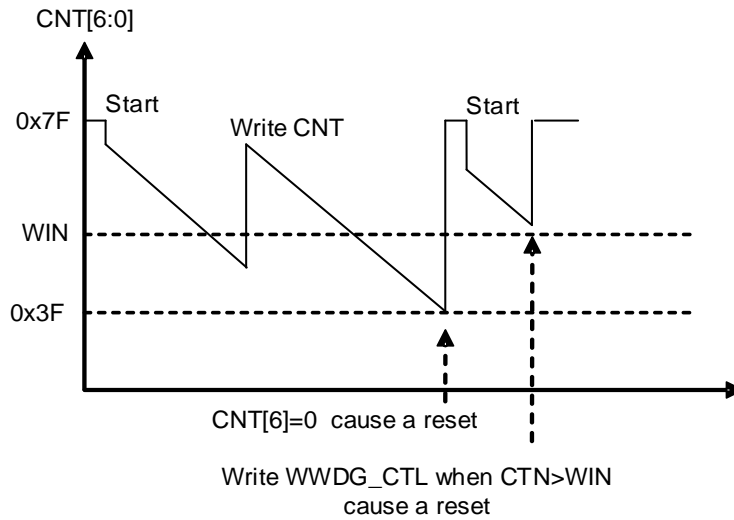 CNT[6:0]
Start
Start
0x7F
Write CNT
WIN
0x3F
CNT[6]=0 cause a reset
Write WWDG_CTL when CTN>WIN
cause a reset